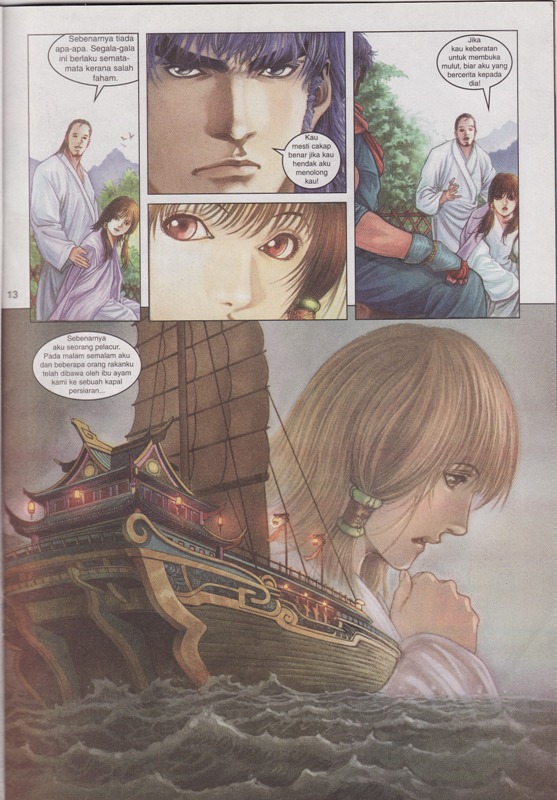 Sebenarnya tiada
apa-apa. Segala-gala
ini berlaku semata-
mata kerana salah
faham.
Kau
mesti cakap
benar jika kau
hendak aku
menolong
kau!
Jika
kau keberatan
untuk membuka
mulut, biar aku yang
bercerita kepada
dia!
13
Sebenarnya
aku seorang pelacur.
Pada malam semalam aku
dan beberapa orang rakanku
telah dibawa oleh ibu ayam
kami ke sebuah kapal
persiaran...